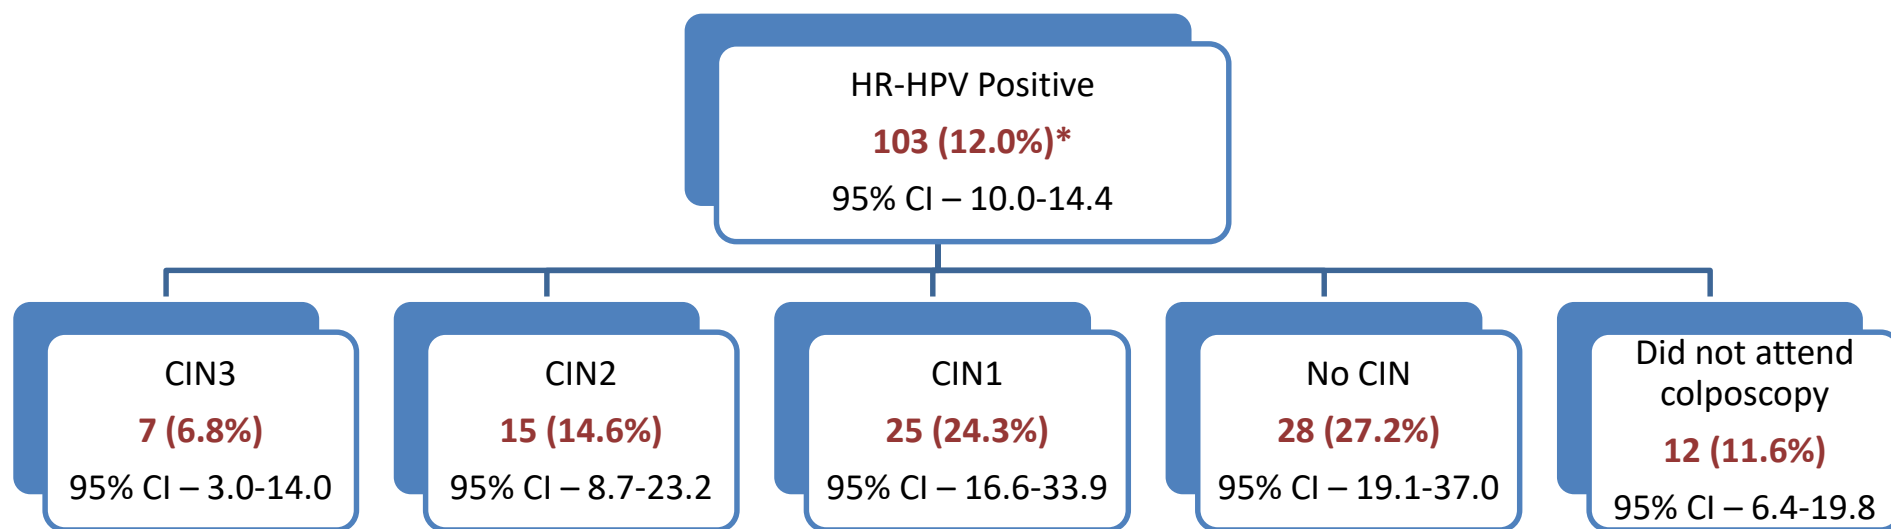 HR-HPV Positive
103 (12.0%)*
95% CI – 10.0-14.4
CIN3
7 (6.8%)
95% CI – 3.0-14.0
CIN2
15 (14.6%)
95% CI – 8.7-23.2
CIN1
25 (24.3%)
95% CI – 16.6-33.9
No CIN
28 (27.2%)
95% CI – 19.1-37.0
Did not attend
colposcopy
12 (11.6%)
95% CI – 6.4-19.8